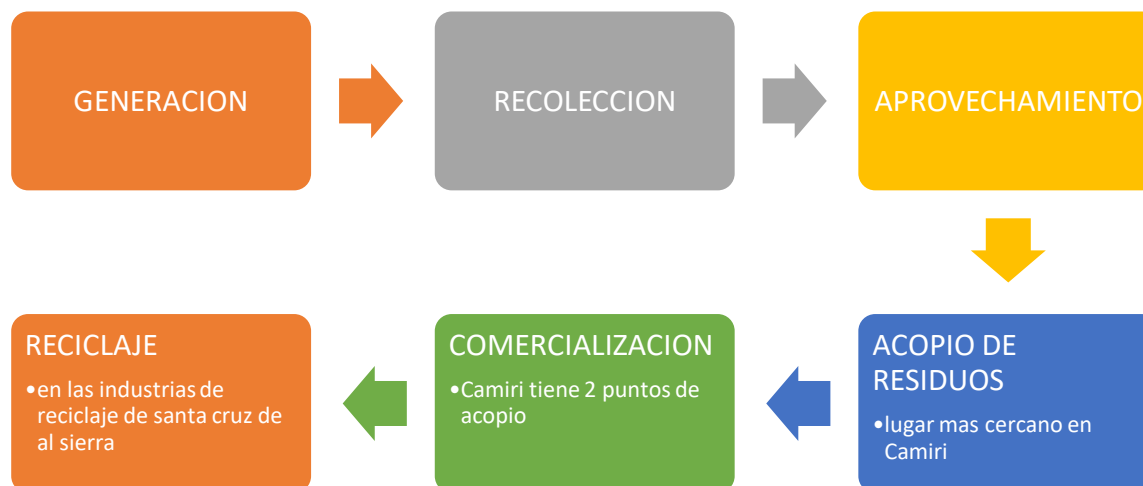 GENERACION
RECOLECCION
APROVECHAMIENTO
ACOPIO DE
RESIDUOS
•lugar mas cercano en
Camiri
COMERCIALIZACION
•Camiri tiene 2 puntos de
acopio
RECICLAJE
•en las industrias de
reciclaje de santa cruz de
al sierra